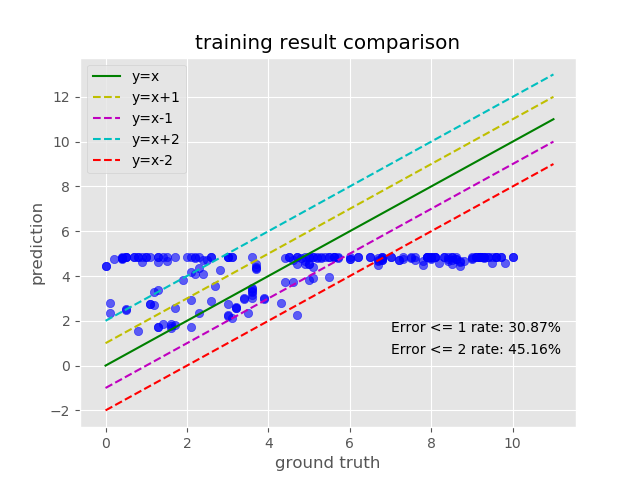 training result comparison
y=x
y=x+1
y=x-1
y=x+2
y=x-2
12
10
8
6
4
2
0
−2
prediction
Error <= 1 rate: 30.87%
Error <= 2 rate: 45.16%
0 2 4 6 8 10
ground truth